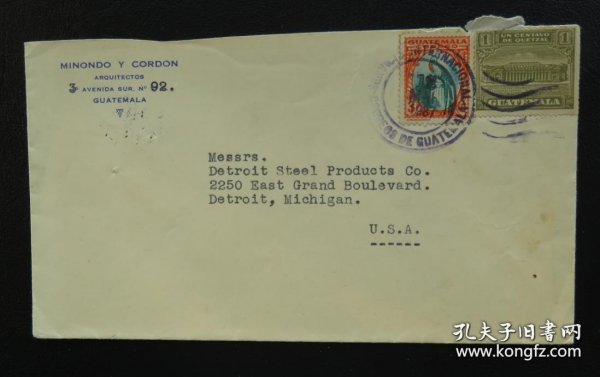 MINONDO Y CORDON
ARQUITECTOS
3ª AVENIDA SUR. Nº 92.
GUATEMALA
GUATEMALA
INTERNACIONAL
DE GUATEMALA
UN CENTAVO
DE QUETZAL
1 1
GUATEMALA
Messrs.
Detroit Steel Products Co.
2250 East Grand Boulevard.
Detroit, Michigan.
U.S.A.
孔夫子旧书网
www.kongfz.com